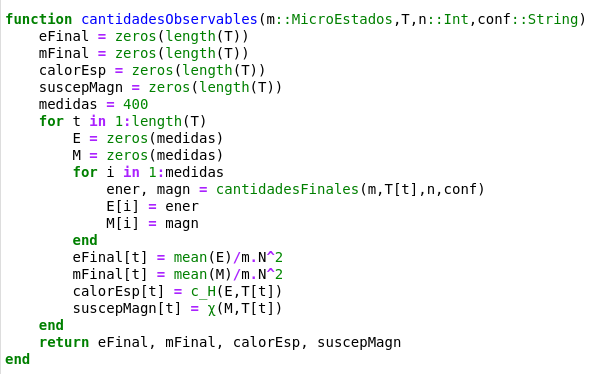 function cantidadesObservables(m::MicroEstados,T,n::Int,conf::String)
    eFinal = zeros(length(T))
    mFinal = zeros(length(T))
    calorEsp = zeros(length(T))
    suscepMagn = zeros(length(T))
    medidas = 400
    for t in 1:length(T)
        E = zeros(medidas)
        M = zeros(medidas)
        for i in 1:medidas
            ener, magn = cantidadesFinales(m,T[t],n,conf)
            E[i] = ener
            M[i] = magn
        end
        eFinal[t] = mean(E)/m.N^2
        mFinal[t] = mean(M)/m.N^2
        calorEsp[t] = c_H(E,T[t])
        suscepMagn[t] = χ(M,T[t])
    end
    return eFinal, mFinal, calorEsp, suscepMagn
end